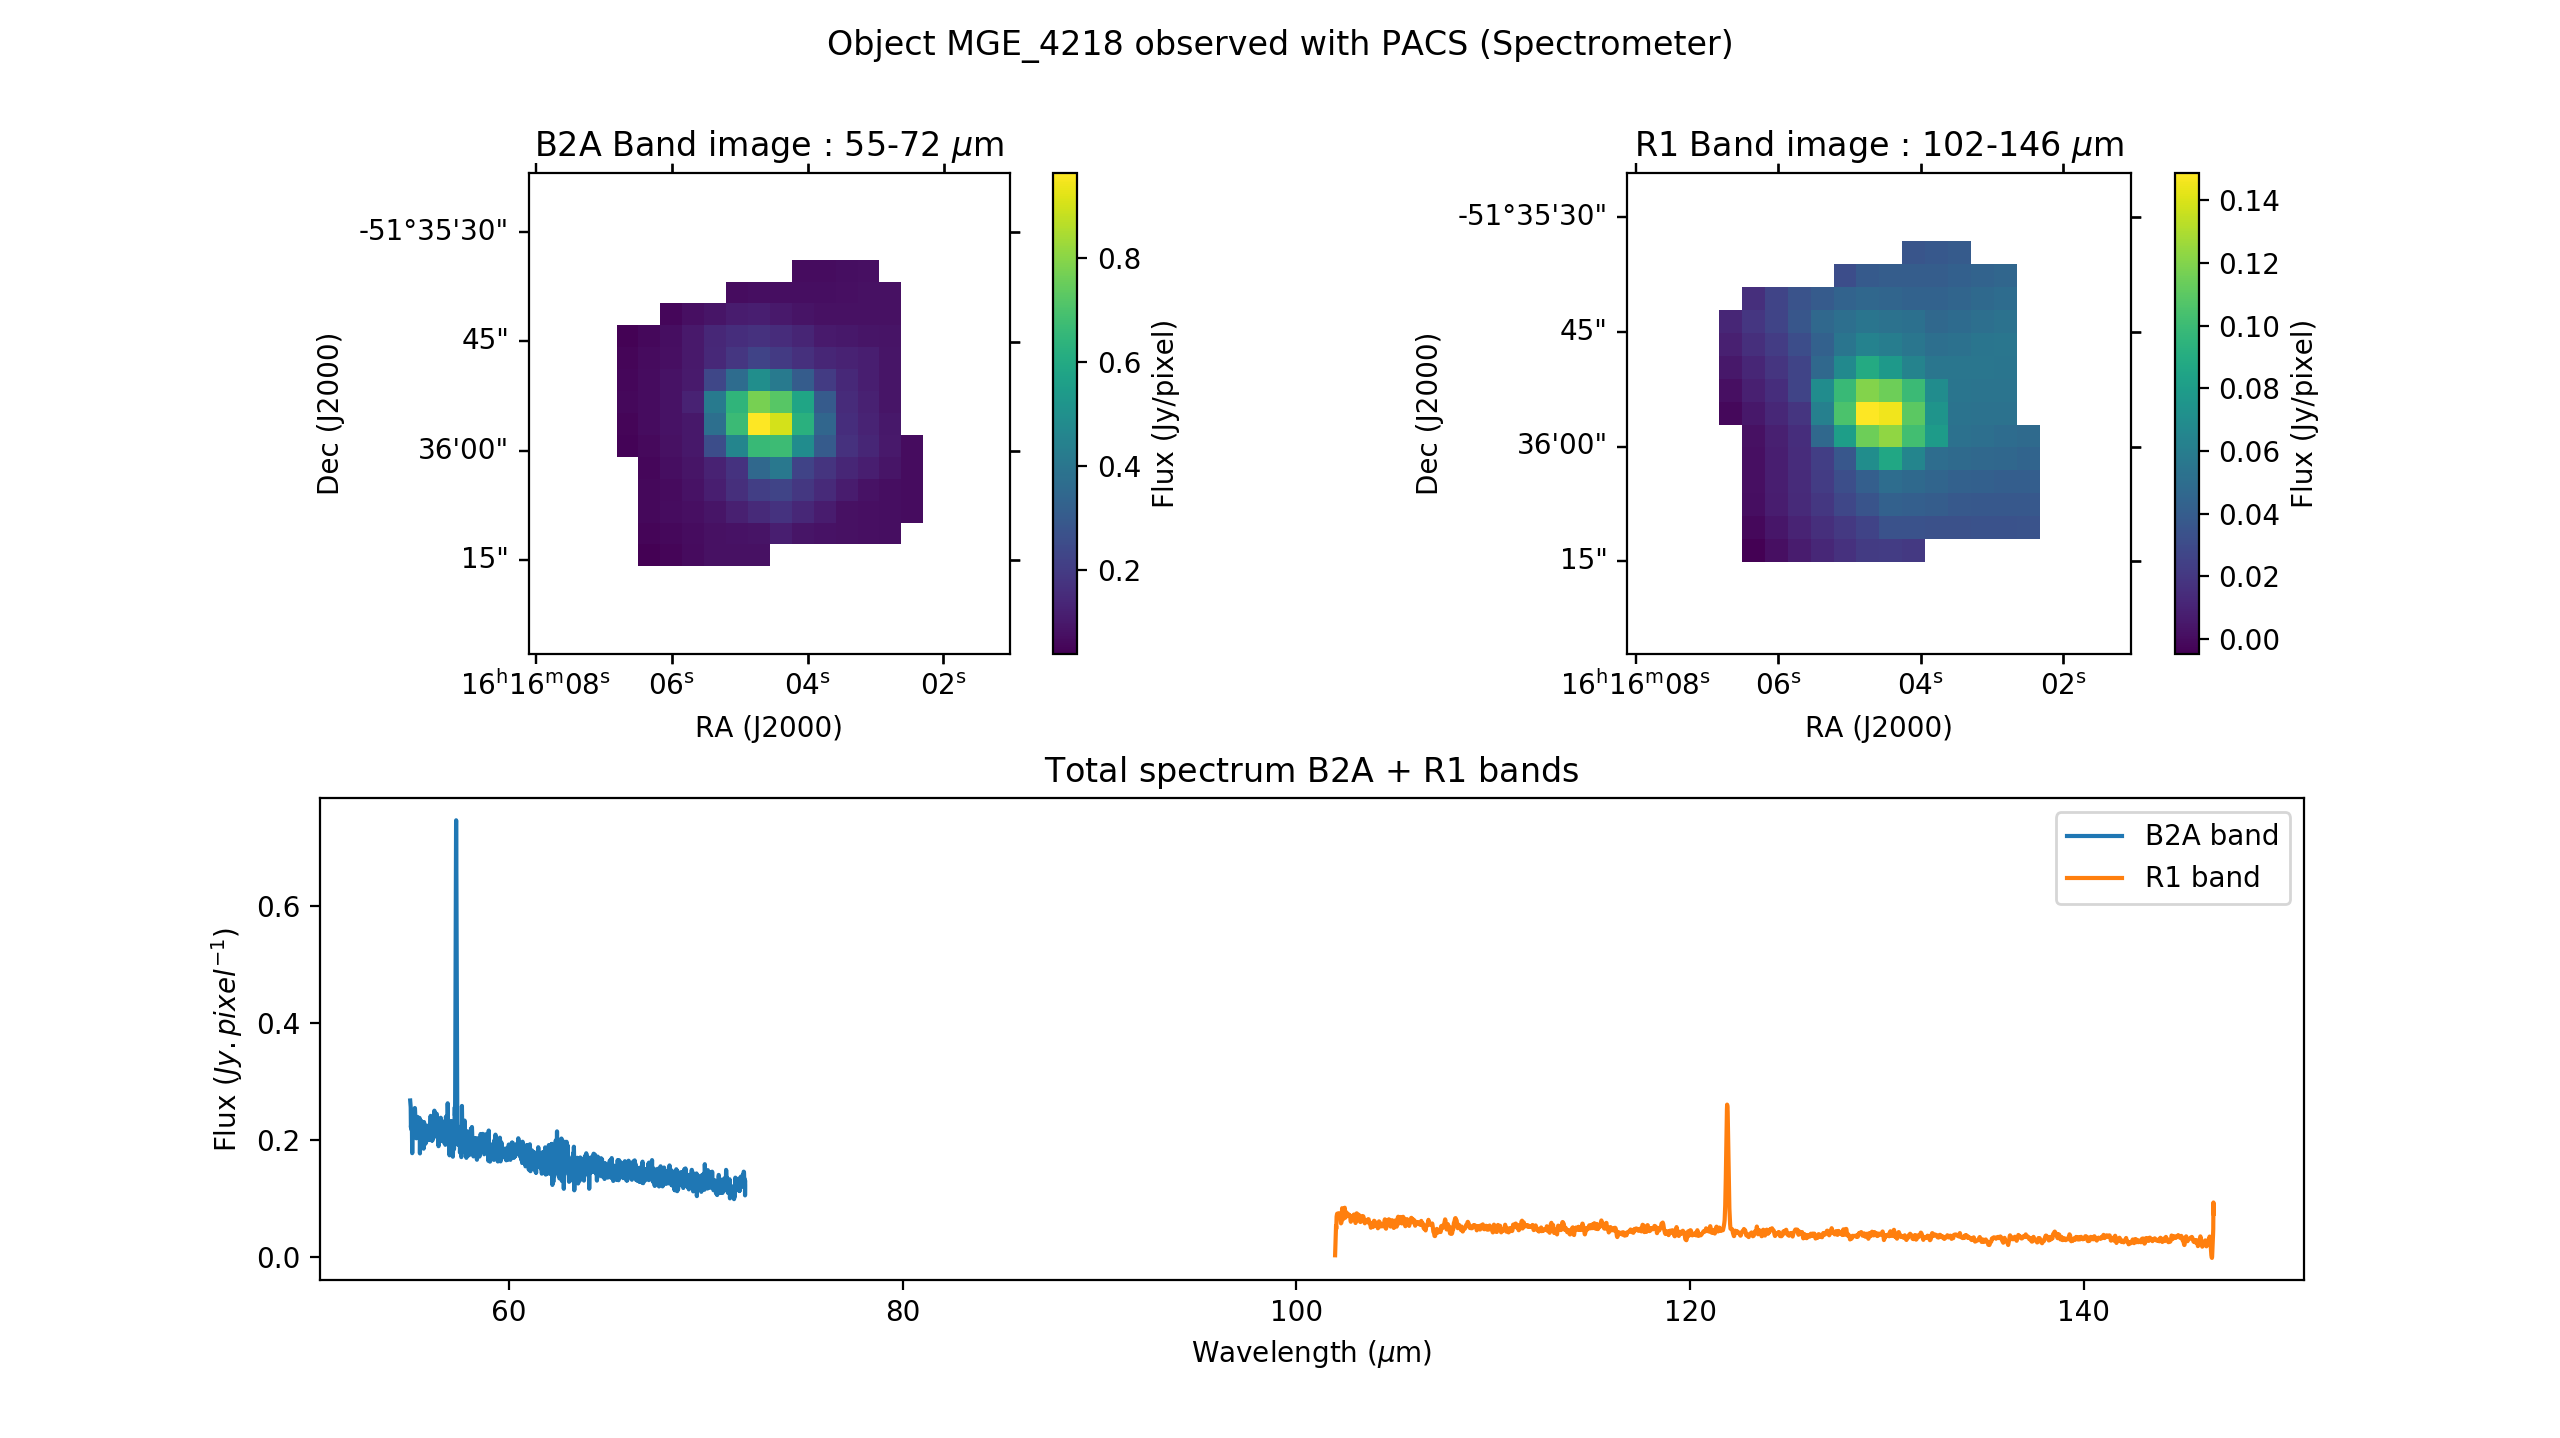 Object MGE_4218 observed with PACS (Spectrometer)
B2A Band image : 55-72 μm
-51°35'30"
45"
36'00"
15"
Dec (J2000)
16ʰ16ᵐ08ˢ 06ˢ 04ˢ 02ˢ
RA (J2000)
0.8
0.6
0.4
0.2
Flux (Jy/pixel)
R1 Band image : 102-146 μm
-51°35'30"
45"
36'00"
15"
Dec (J2000)
16ʰ16ᵐ08ˢ 06ˢ 04ˢ 02ˢ
RA (J2000)
0.14
0.12
0.10
0.08
0.06
0.04
0.02
0.00
Flux (Jy/pixel)
Total spectrum B2A + R1 bands
B2A band
R1 band
0.6
0.4
0.2
0.0
Flux (Jy.pixel⁻¹)
60 80 100 120 140
Wavelength (μm)